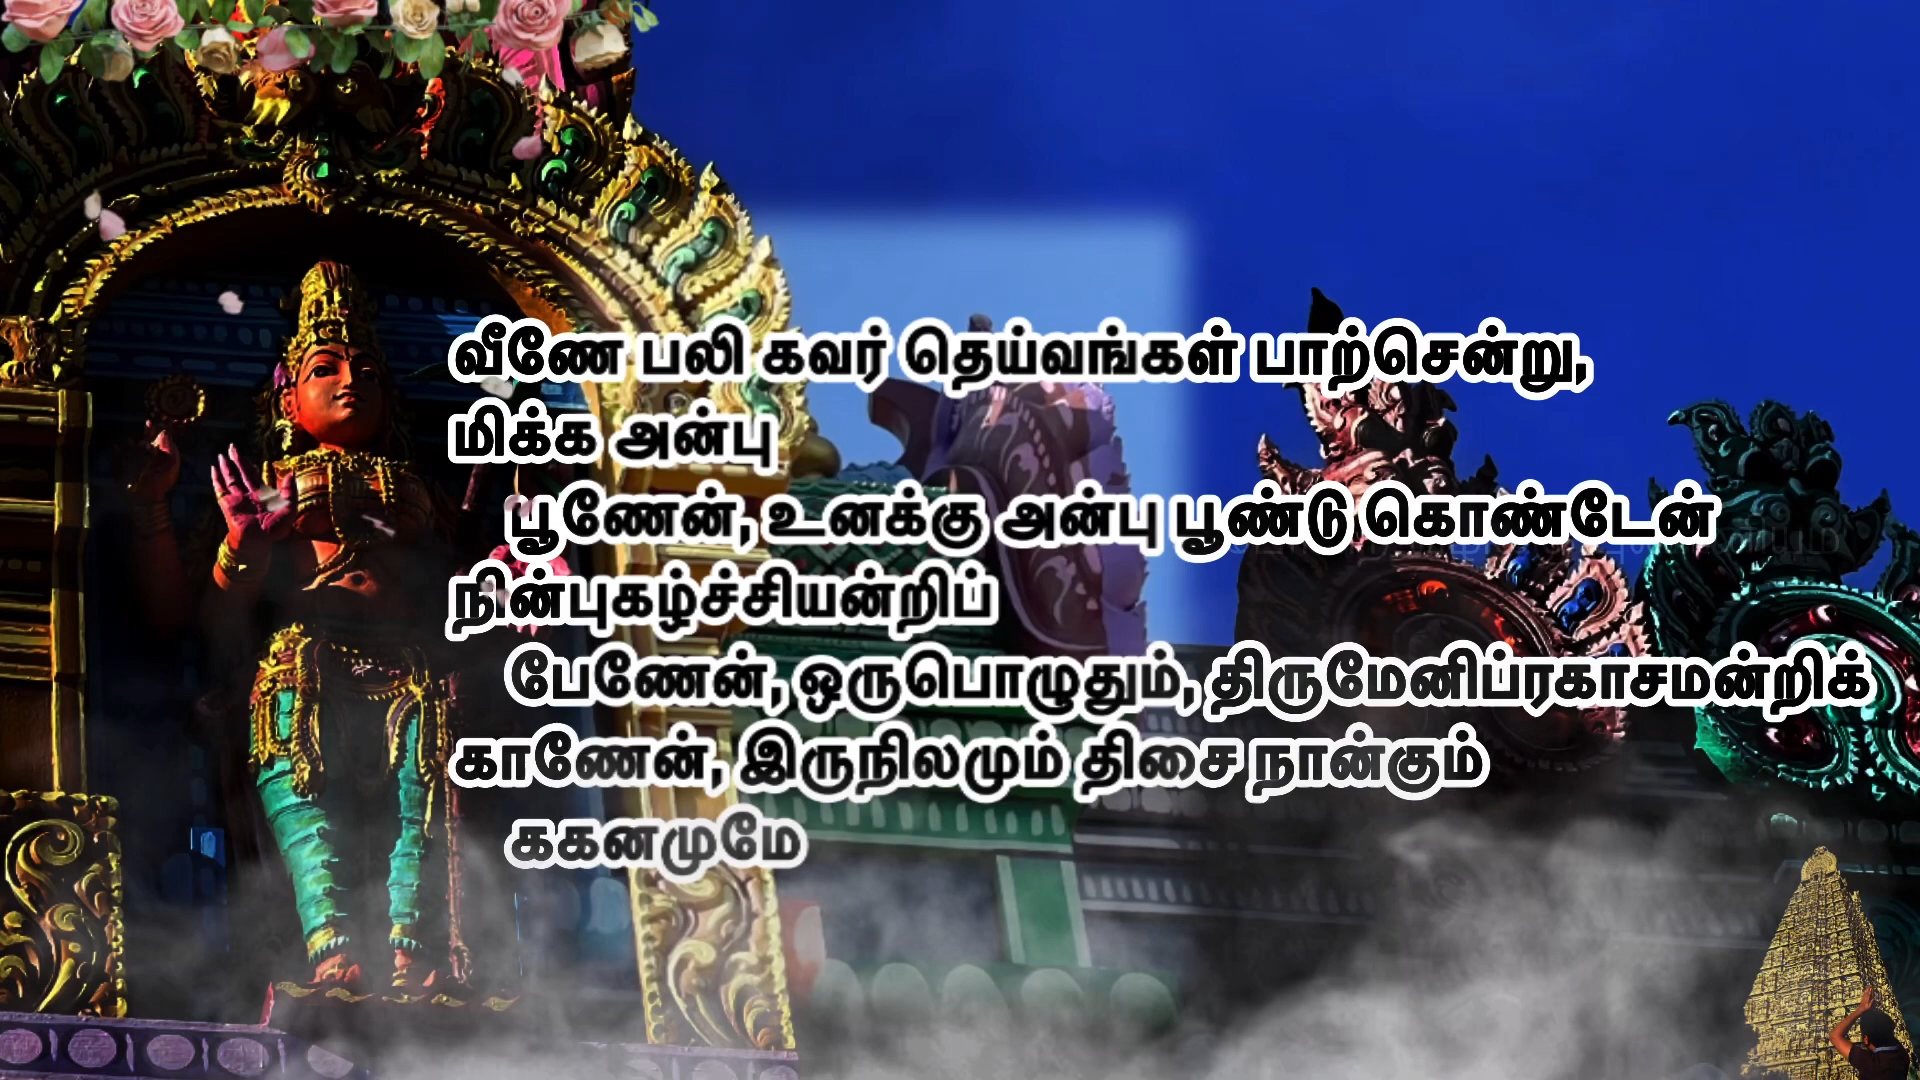 வீணே பலி கவர் தெய்வங்கள் பாற்சென்று,
மிக்க அன்பு
பூணேன், உனக்கு அன்பு பூண்டு கொண்டேன்
நின்புகழ்ச்சியன்றிப்
பேணேன், ஒருபொழுதும், திருமேனிப்ரகாசமன்றிக்
காணேன், இருநிலமும் திசை நான்கும்
ககனமுமே